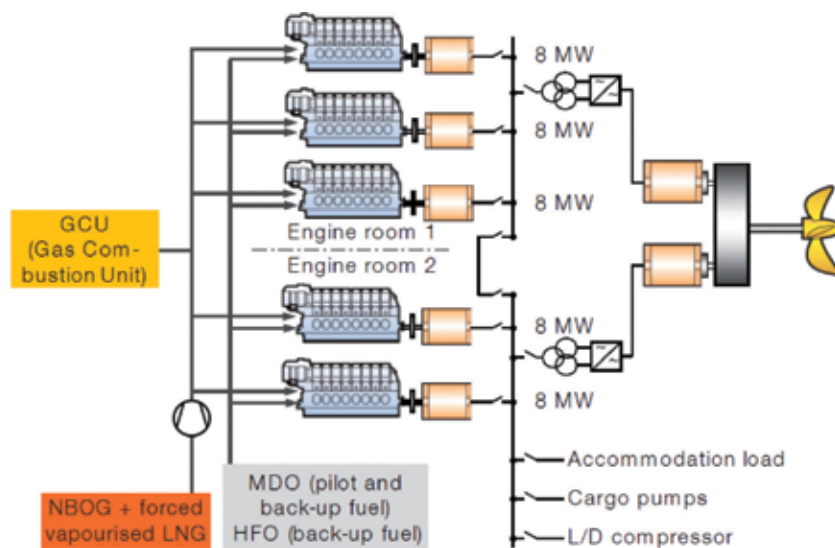 8 MW
8 MW
8 MW
GCU
(Gas Com-
bustion Unit)
Engine room 1
Engine room 2
8 MW
8 MW
NBOG + forced
vapourised LNG
MDO (pilot and
back-up fuel)
HFO (back-up fuel)
Accommodation load
Cargo pumps
L/D compressor